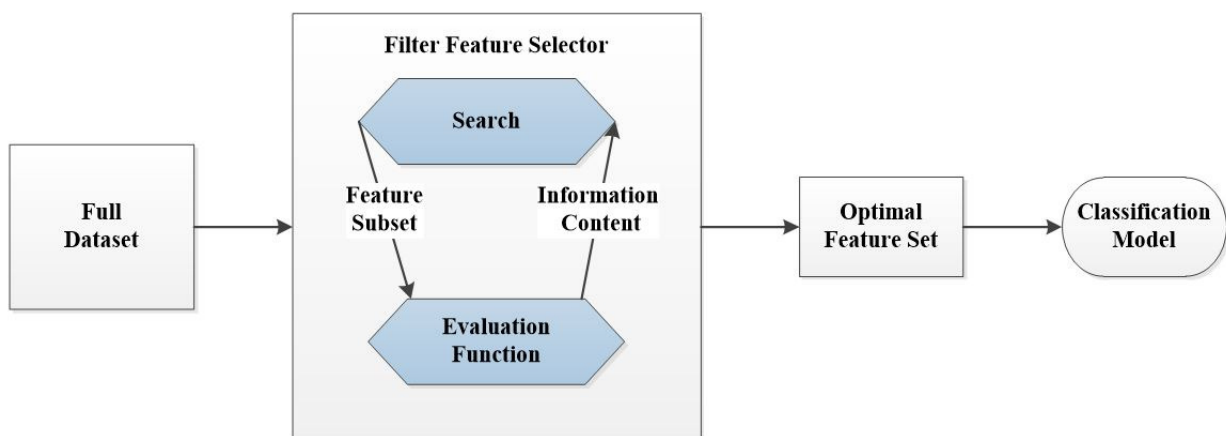 Filter Feature Selector
Search
Full
Dataset
Feature
Subset
Information
Content
Evaluation
Function
Optimal
Feature Set
Classification
Model